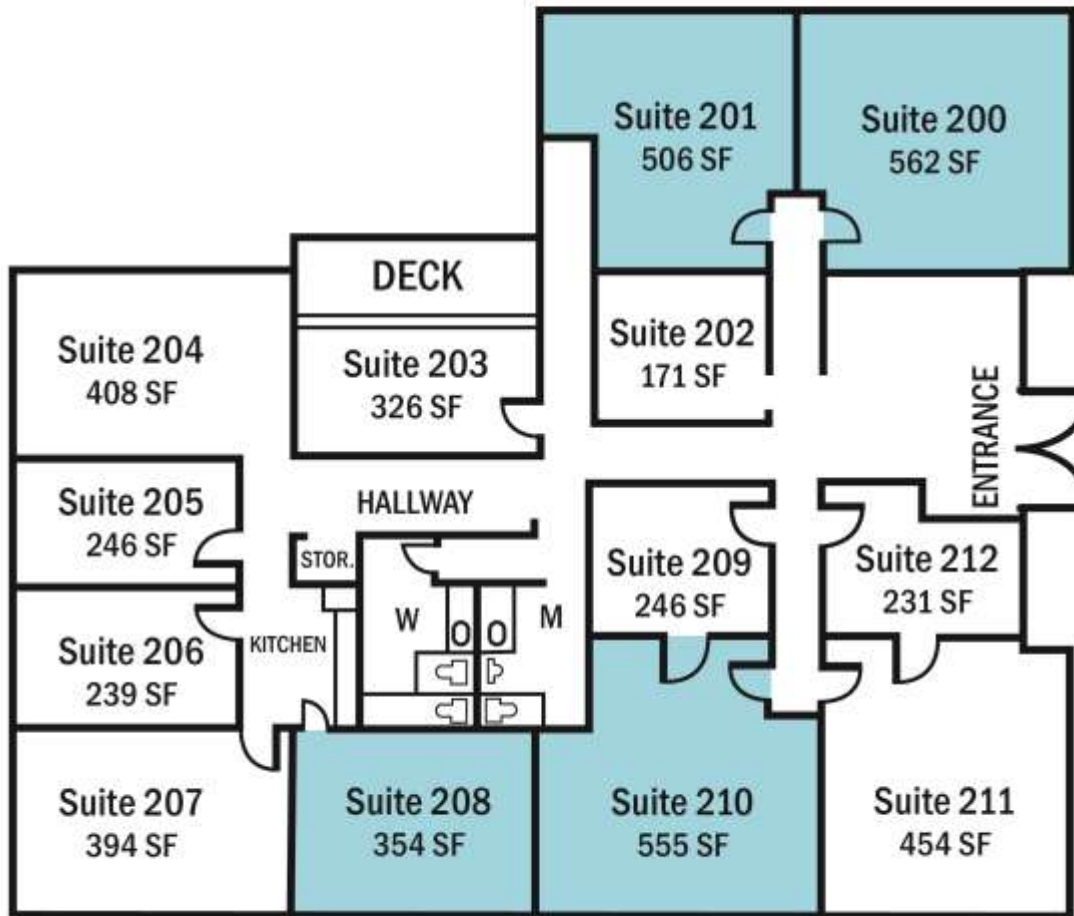 Suite 201
506 SF
Suite 200
562 SF
DECK
Suite 204
408 SF
Suite 203
326 SF
Suite 202
171 SF
ENTRANCE
Suite 205
246 SF
HALLWAY
STOR.
Suite 209
246 SF
Suite 212
231 SF
Suite 206
239 SF
KITCHEN
W
M
Suite 207
394 SF
Suite 208
354 SF
Suite 210
555 SF
Suite 211
454 SF